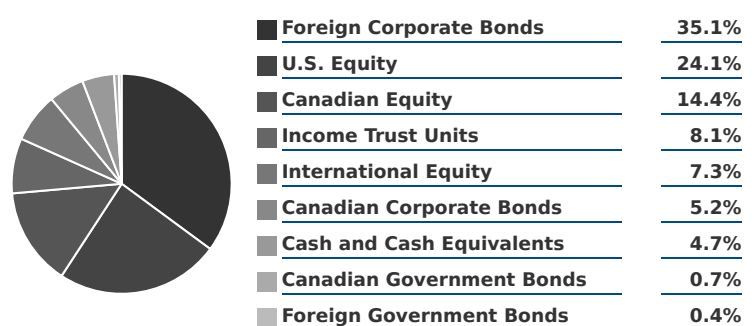 Foreign Corporate Bonds 35.1%
U.S. Equity 24.1%
Canadian Equity 14.4%
Income Trust Units 8.1%
International Equity 7.3%
Canadian Corporate Bonds 5.2%
Cash and Cash Equivalents 4.7%
Canadian Government Bonds 0.7%
Foreign Government Bonds 0.4%